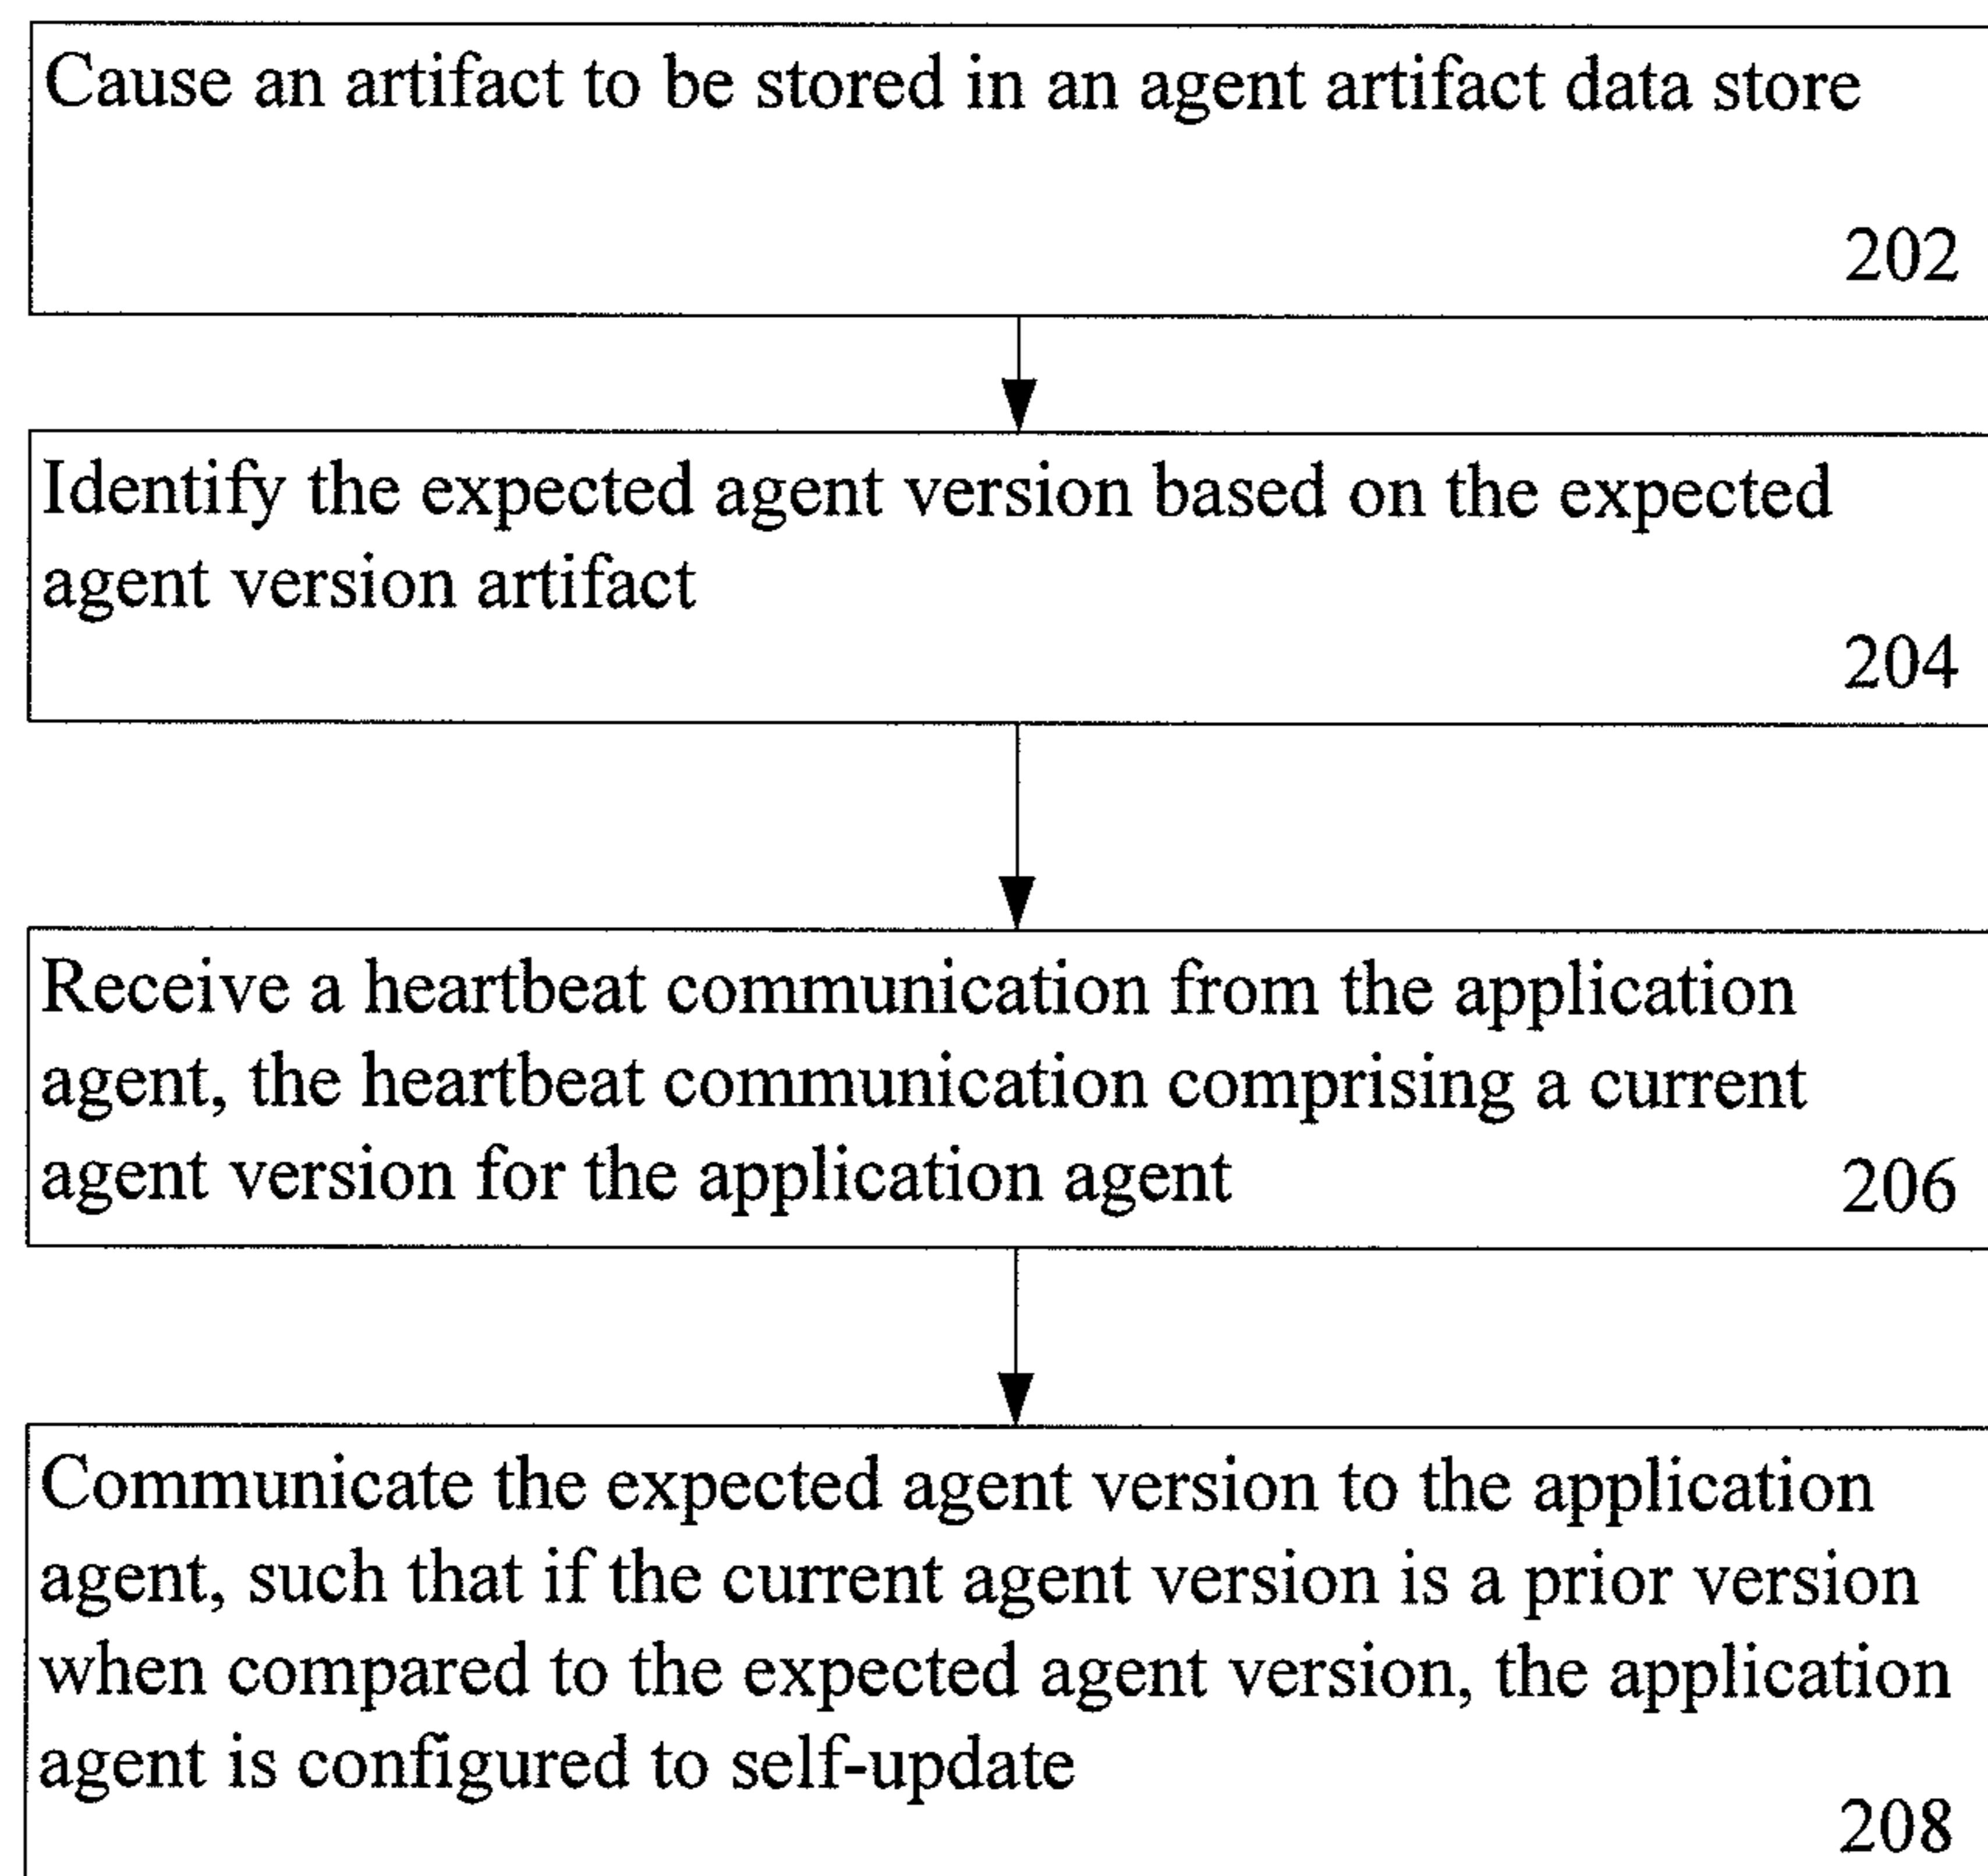 Cause an artifact to be stored in an agent artifact data store
202
Identify the expected agent version based on the expected
agent version artifact
204
Receive a heartbeat communication from the application
agent, the heartbeat communication comprising a current
agent version for the application agent
206
Communicate the expected agent version to the application
agent, such that if the current agent version is a prior version
when compared to the expected agent version, the application
agent is configured to self-update
208